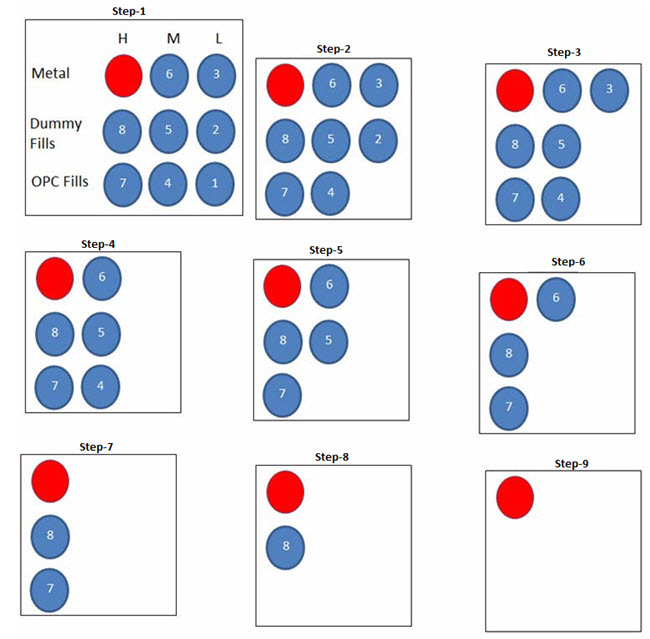 Step-1
H M L
Metal 6 3
Dummy Fills 8 5 2
OPC Fills 7 4 1
Step-2
6 3
8 5 2
7 4
Step-3
6 3
8 5
7 4
Step-4
6
8 5
7 4
Step-5
6
8 5
7
Step-6
6
8
7
Step-7
8
7
Step-8
8
Step-9